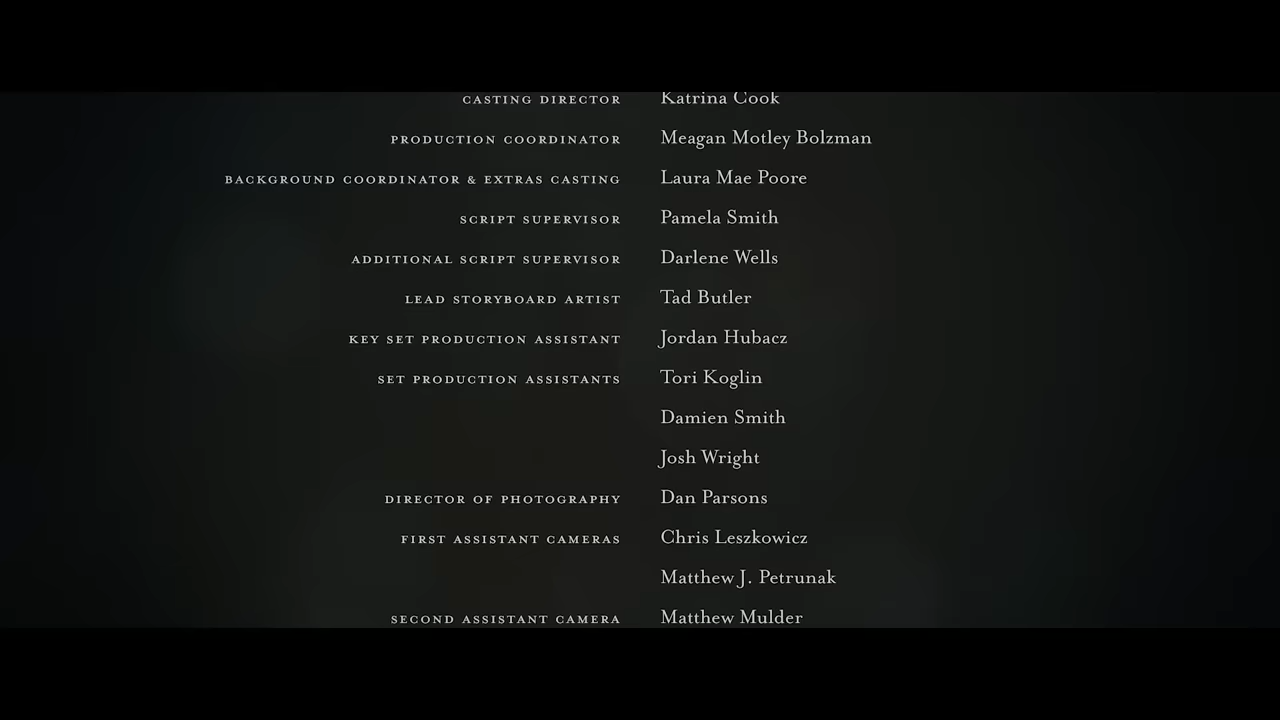 CASTING DIRECTOR Katrina Cook
PRODUCTION COORDINATOR Meagan Motley Bolzman
BACKGROUND COORDINATOR & EXTRAS CASTING Laura Mae Poore
SCRIPT SUPERVISOR Pamela Smith
ADDITIONAL SCRIPT SUPERVISOR Darlene Wells
LEAD STORYBOARD ARTIST Tad Butler
KEY SET PRODUCTION ASSISTANT Jordan Hubacz
SET PRODUCTION ASSISTANTS Tori Koglin
Damien Smith
Josh Wright
DIRECTOR OF PHOTOGRAPHY Dan Parsons
FIRST ASSISTANT CAMERAS Chris Leszkowicz
Matthew J. Petrunak
SECOND ASSISTANT CAMERA Matthew Mulder